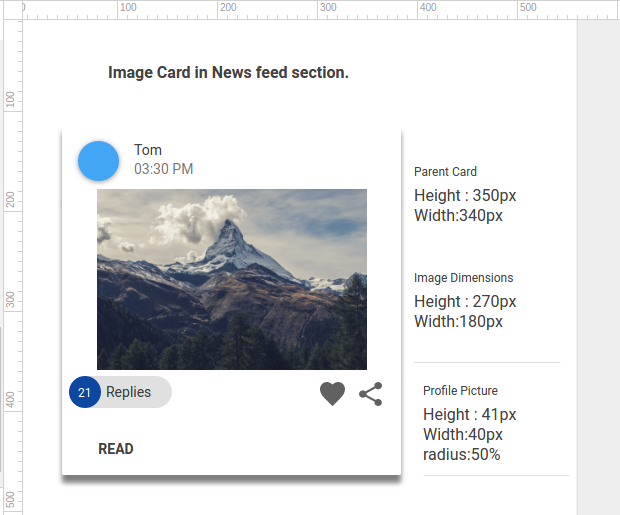 0
100
200
300
400
500
100
200
300
400
500
Image Card in News feed section.
Tom
03:30 PM
21 Replies
READ
Parent Card
Height : 350px
Width:340px
Image Dimensions
Height : 270px
Width:180px
Profile Picture
Height : 41px
Width:40px
radius:50%